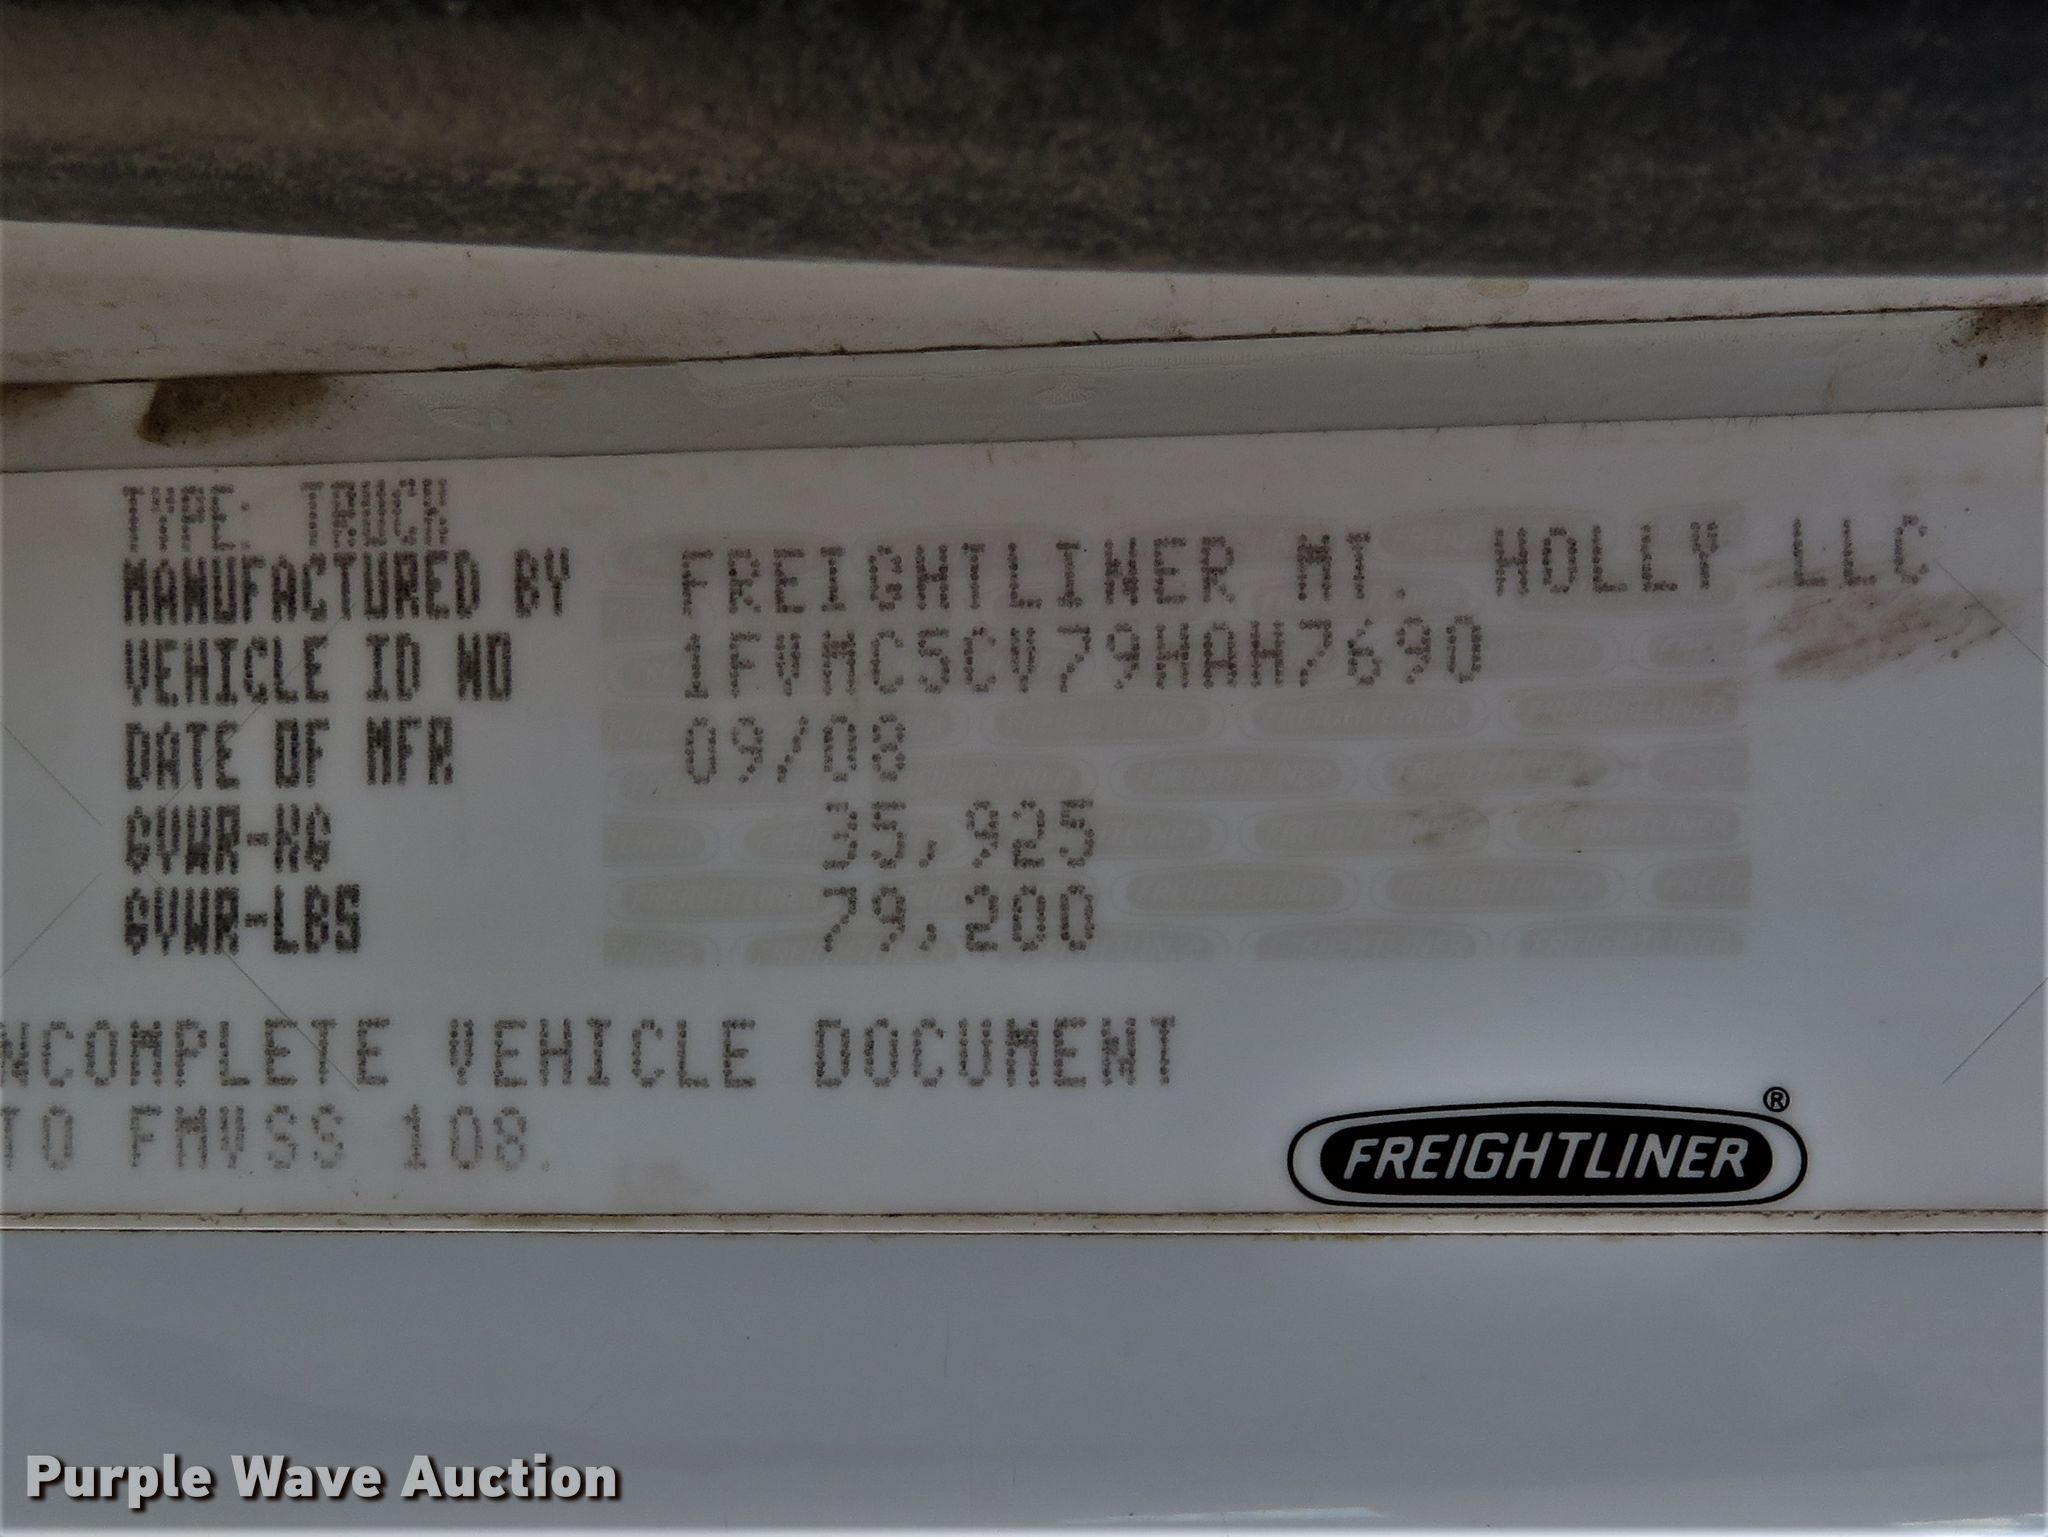 TYPE: TRUCK
MANUFACTURED BY FREIGHTLINER MT. HOLLY LLC
VEHICLE ID NO 1FVMC5CV79HAH7690
DATE OF MFR 09/08
GVWR-KG 35,925
GVWR-LBS 79,200
NCOMPLETE VEHICLE DOCUMENT
TO FMVSS 108.
FREIGHTLINER®
Purple Wave Auction